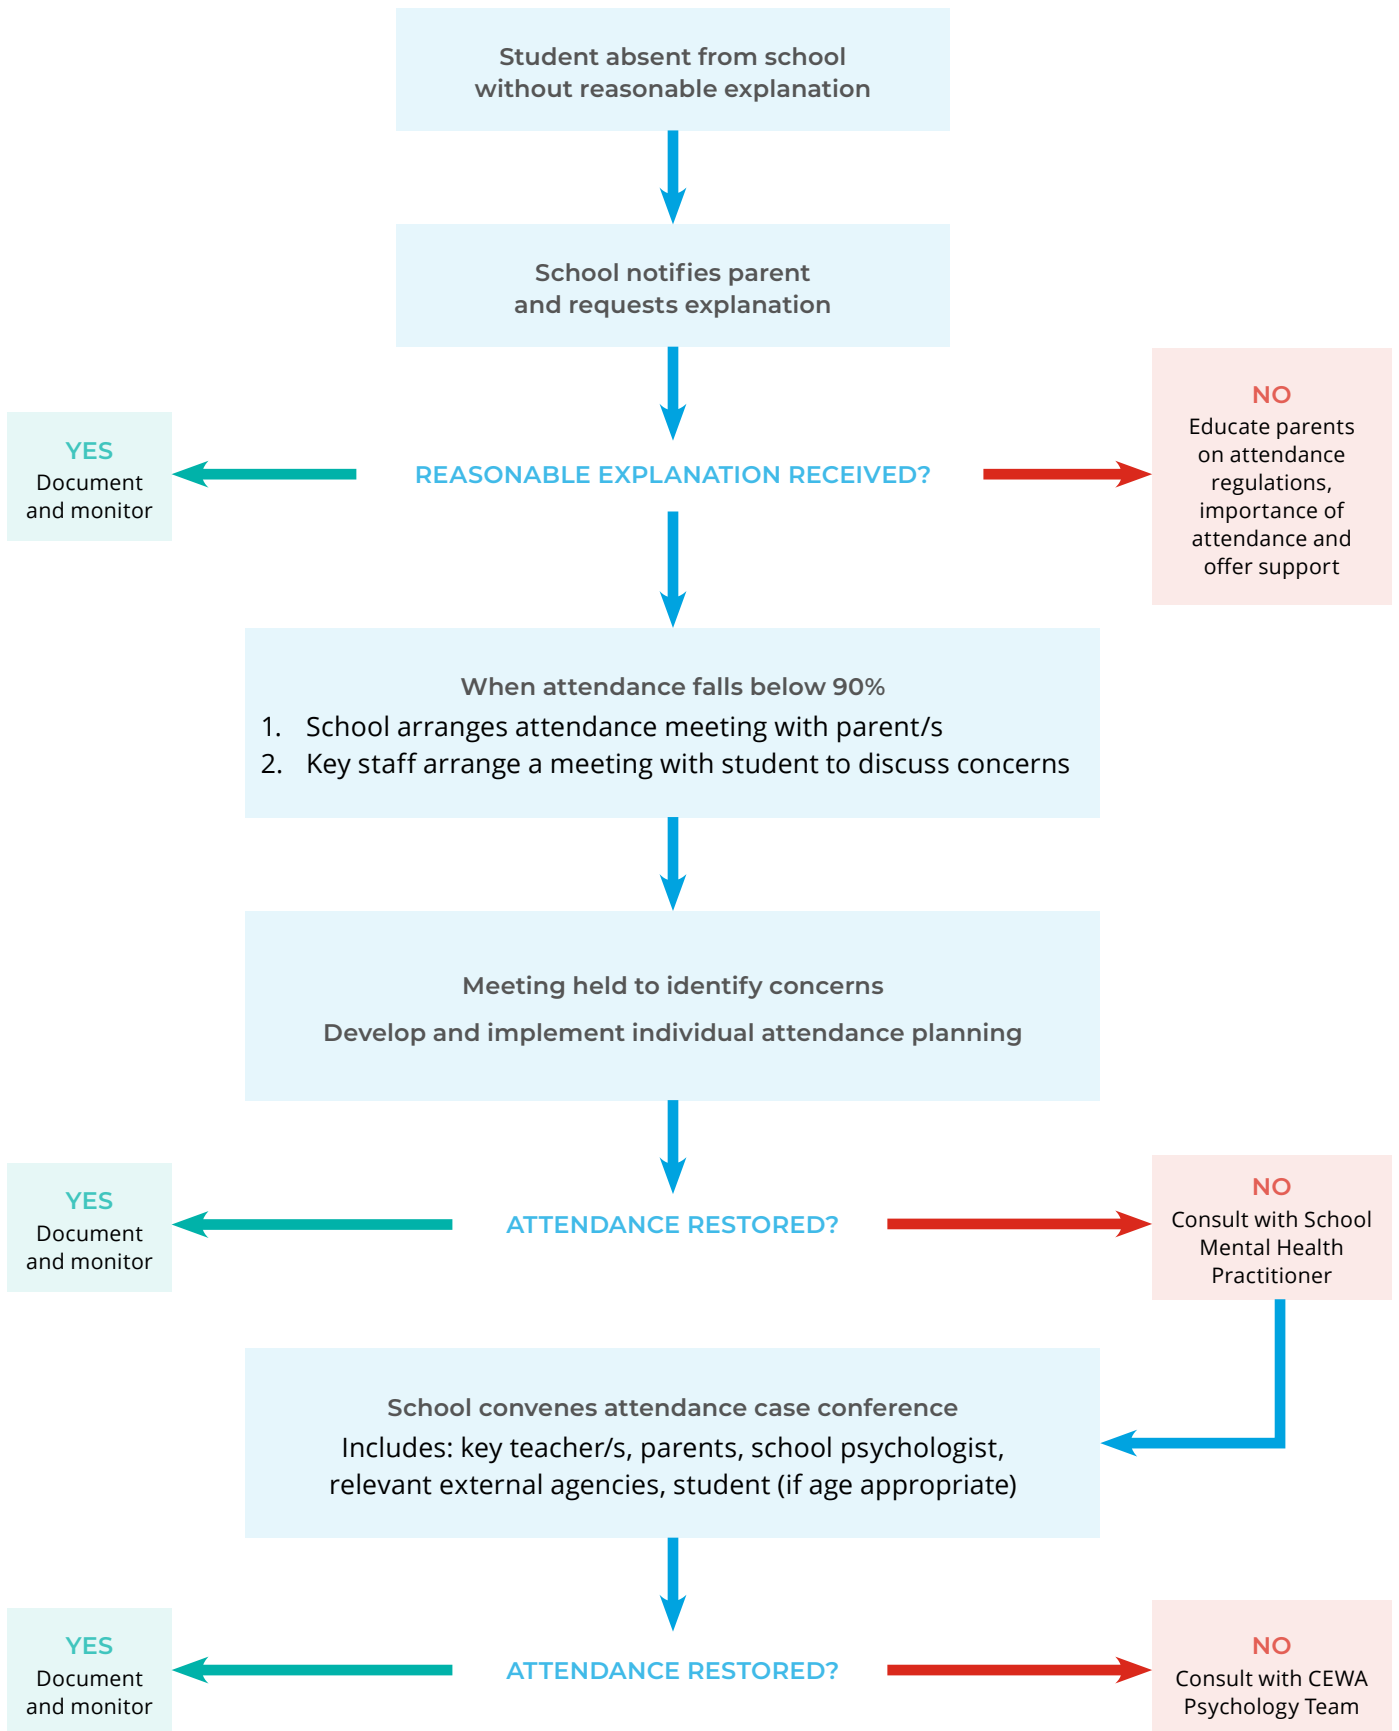 Student absent from school
without reasonable explanation
School notifies parent
and requests explanation
REASONABLE EXPLANATION RECEIVED?
YES
Document
and monitor
NO
Educate parents
on attendance
regulations,
importance of
attendance and
offer support
When attendance falls below 90%
1. School arranges attendance meeting with parent/s
2. Key staff arrange a meeting with student to discuss concerns
Meeting held to identify concerns
Develop and implement individual attendance planning
ATTENDANCE RESTORED?
YES
Document
and monitor
NO
Consult with School
Mental Health
Practitioner
School convenes attendance case conference
Includes: key teacher/s, parents, school psychologist,
relevant external agencies, student (if age appropriate)
ATTENDANCE RESTORED?
YES
Document
and monitor
NO
Consult with CEWA
Psychology Team